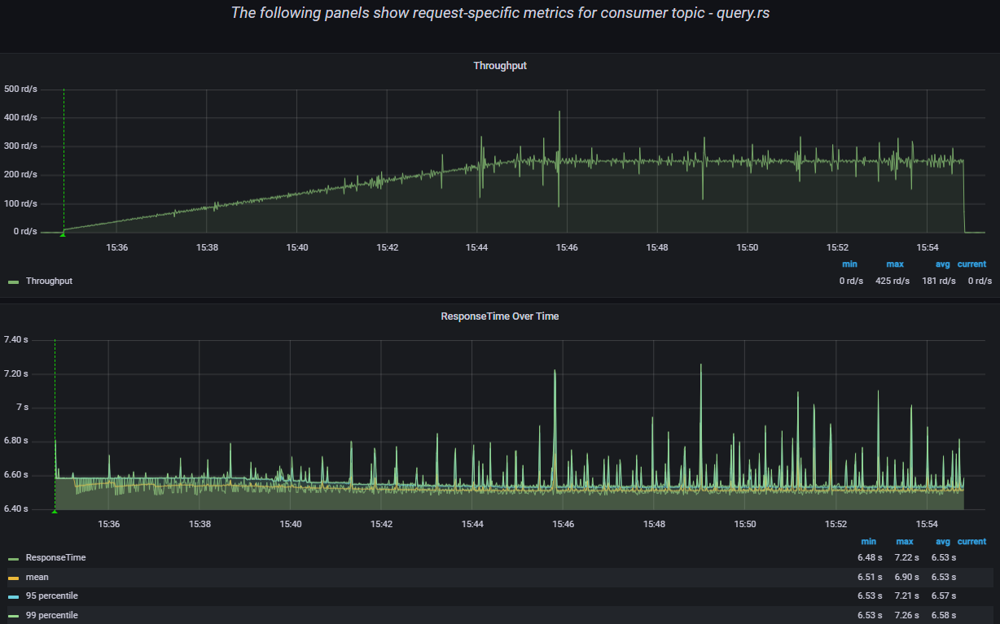 The following panels show request-specific metrics for consumer topic - query.rs
Throughput
500 rd/s
400 rd/s
300 rd/s
200 rd/s
100 rd/s
0 rd/s
15:36 15:38 15:40 15:42 15:44 15:46 15:48 15:50 15:52 15:54
min max avg current
Throughput 0 rd/s 425 rd/s 181 rd/s 0 rd/s
ResponseTime Over Time
7.40 s
7.20 s
7 s
6.80 s
6.60 s
6.40 s
15:36 15:38 15:40 15:42 15:44 15:46 15:48 15:50 15:52 15:54
min max avg current
ResponseTime 6.48 s 7.22 s 6.53 s
mean 6.51 s 6.90 s 6.53 s
95 percentile 6.53 s 7.21 s 6.57 s
99 percentile 6.53 s 7.26 s 6.58 s